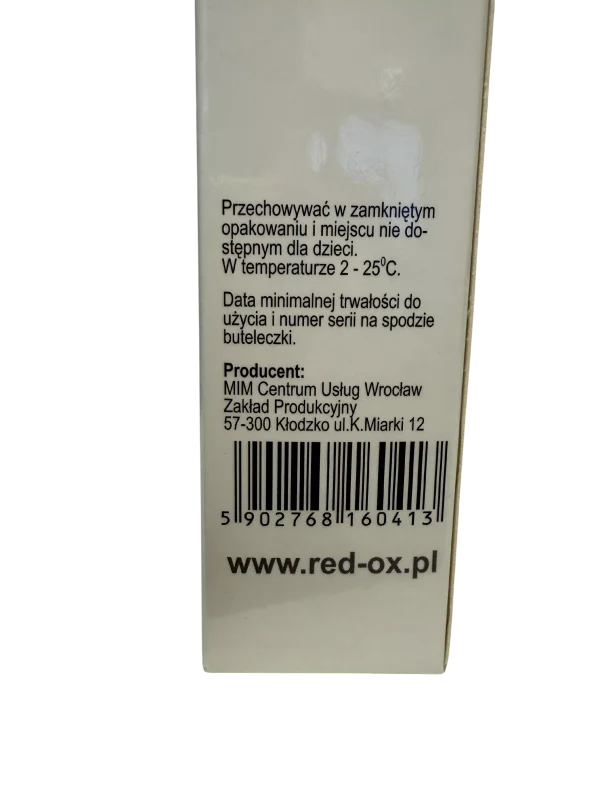 Przechowywać w zamkniętym
opakowaniu i miejscu nie do-
stępnym dla dzieci.
W temperaturze 2 - 25⁰C.
Data minimalnej trwałości do
użycia i numer serii na spodzie
buteleczki.
Producent:
MIM Centrum Usług Wrocław
Zakład Produkcyjny
57-300 Kłodzko ul.K.Miarki 12
5 902768 160413
www.red-ox.pl